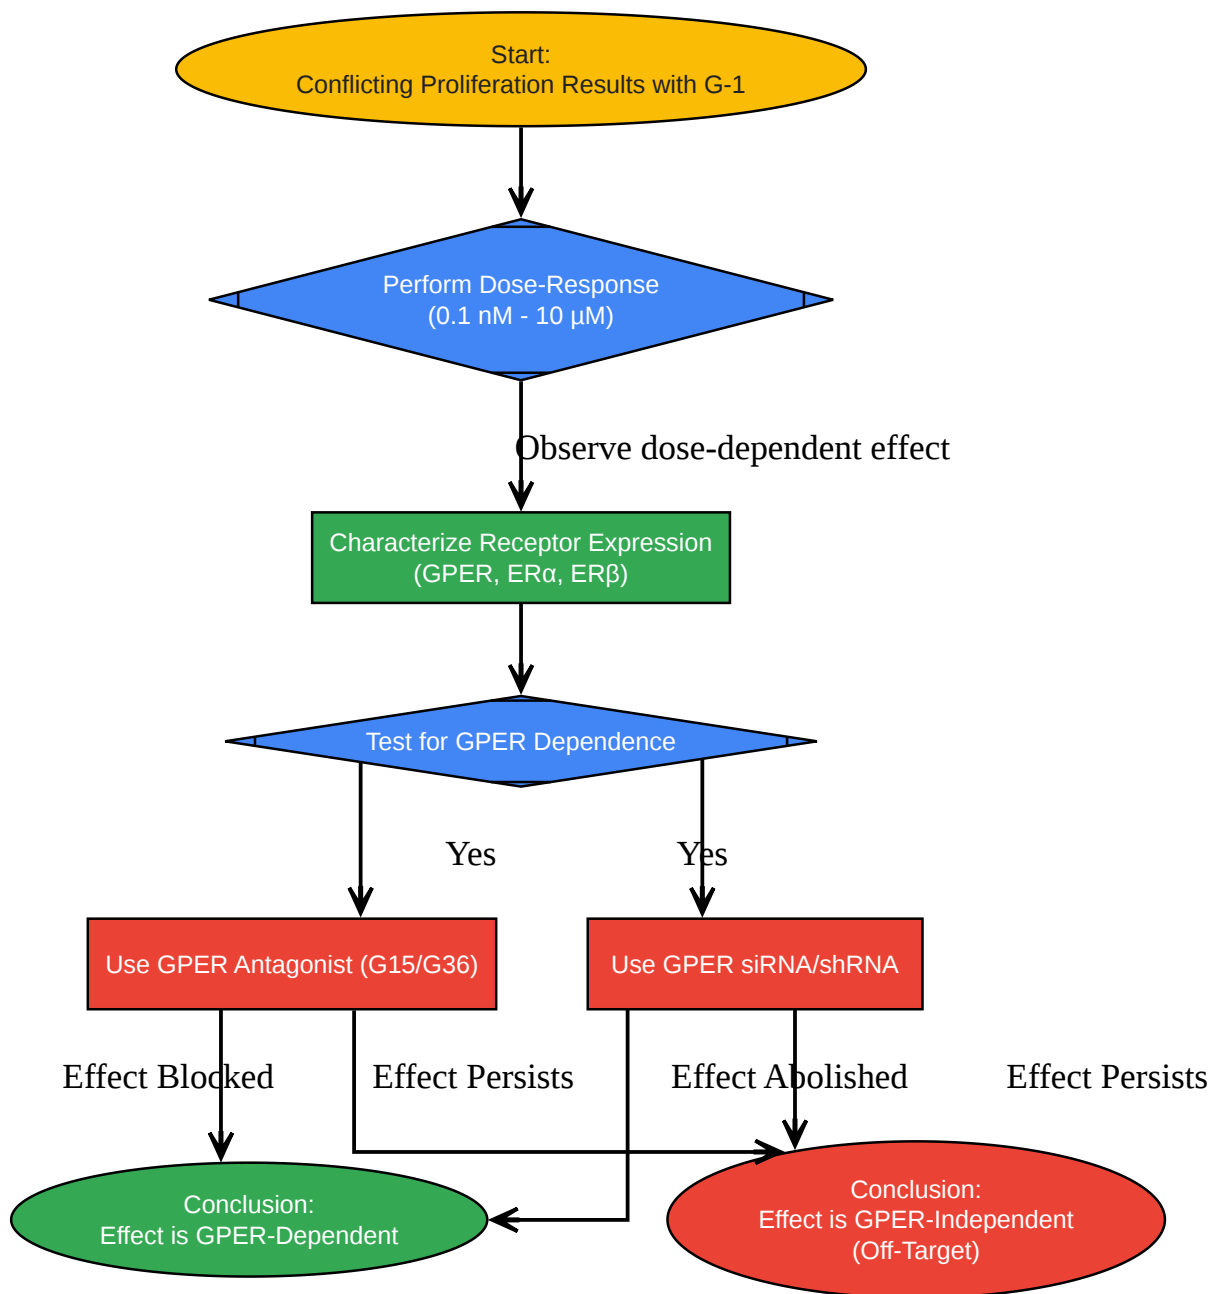 Start:
Conflicting Proliferation Results with G-1
Perform Dose-Response
(0.1 nM - 10 µM)
Observe dose-dependent effect
Characterize Receptor Expression
(GPER, ERα, ERβ)
Test for GPER Dependence
Yes
Yes
Use GPER Antagonist (G15/G36)
Use GPER siRNA/shRNA
Effect Blocked
Effect Persists
Effect Abolished
Effect Persists
Conclusion:
Effect is GPER-Dependent
Conclusion:
Effect is GPER-Independent
(Off-Target)